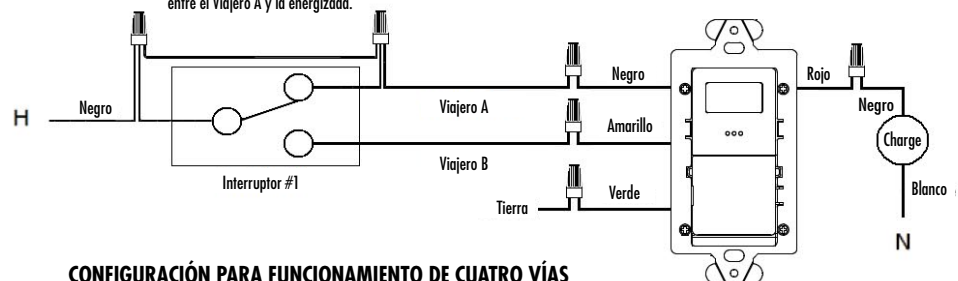 entre el Viajero A y la energizada.
H
Negro
Viajero A
Viajero B
Interruptor #1
Negro
Amarillo
Tierra
Verde
Rojo
Negro
Charge
Blanco
N
CONFIGURACIÓN PARA FUNCIONAMIENTO DE CUATRO VÍAS